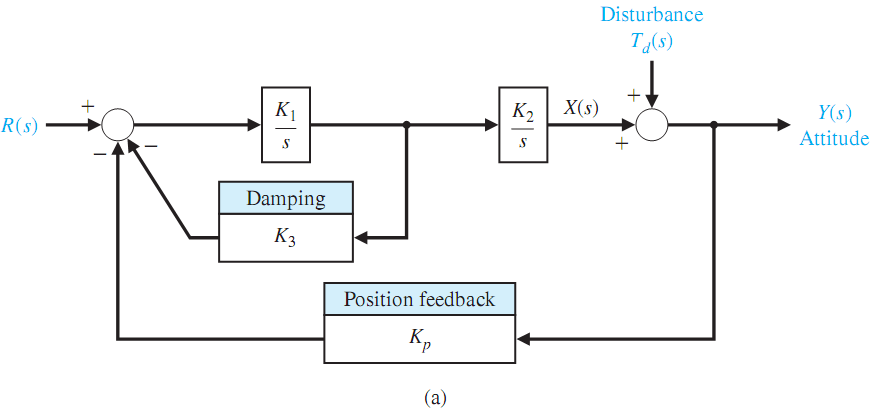 Disturbance
T_d(s)
+
K_1
K_2
X(s)
+
Y(s)
R(s)
s
s
+
Attitude
−
−
Damping
K_3
Position feedback
K_p
(a)